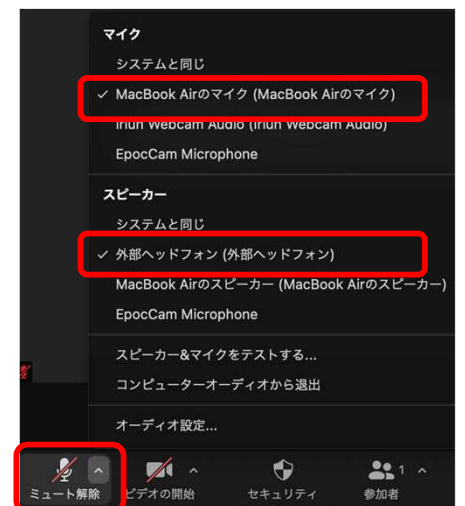 マイク
システムと同じ
✓ MacBook Airのマイク (MacBook Airのマイク)
Iriun Webcam Audio (Iriun Webcam Audio)
EpocCam Microphone
スピーカー
システムと同じ
✓ 外部ヘッドフォン (外部ヘッドフォン)
MacBook Airのスピーカー (MacBook Airのスピーカー)
EpocCam Microphone
スピーカー&マイクをテストする...
コンピューターオーディオから退出
オーディオ設定...
1
ミュート解除 ビデオの開始 セキュリティ 参加者